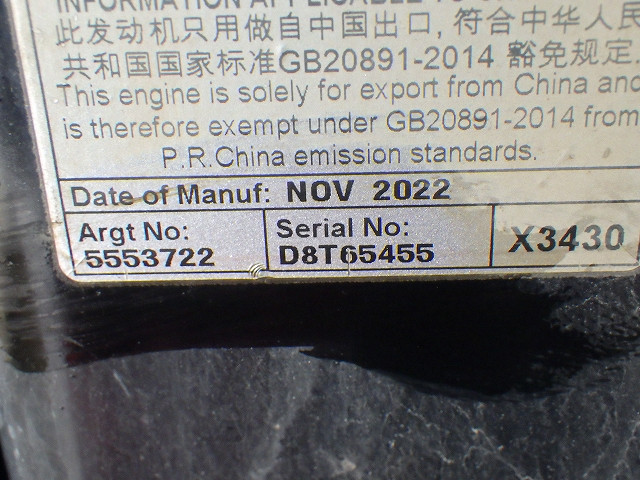 INFORMATION APPLICABLE TO
此发动机只用做自中国出口, 符合中华人民
共和国国家标准GB20891-2014 豁免规定.
This engine is solely for export from China and
is therefore exempt under GB20891-2014 from
P.R.China emission standards.
Date of Manuf: NOV 2022
Argt No:
5553722
Serial No:
D8T65455
X3430